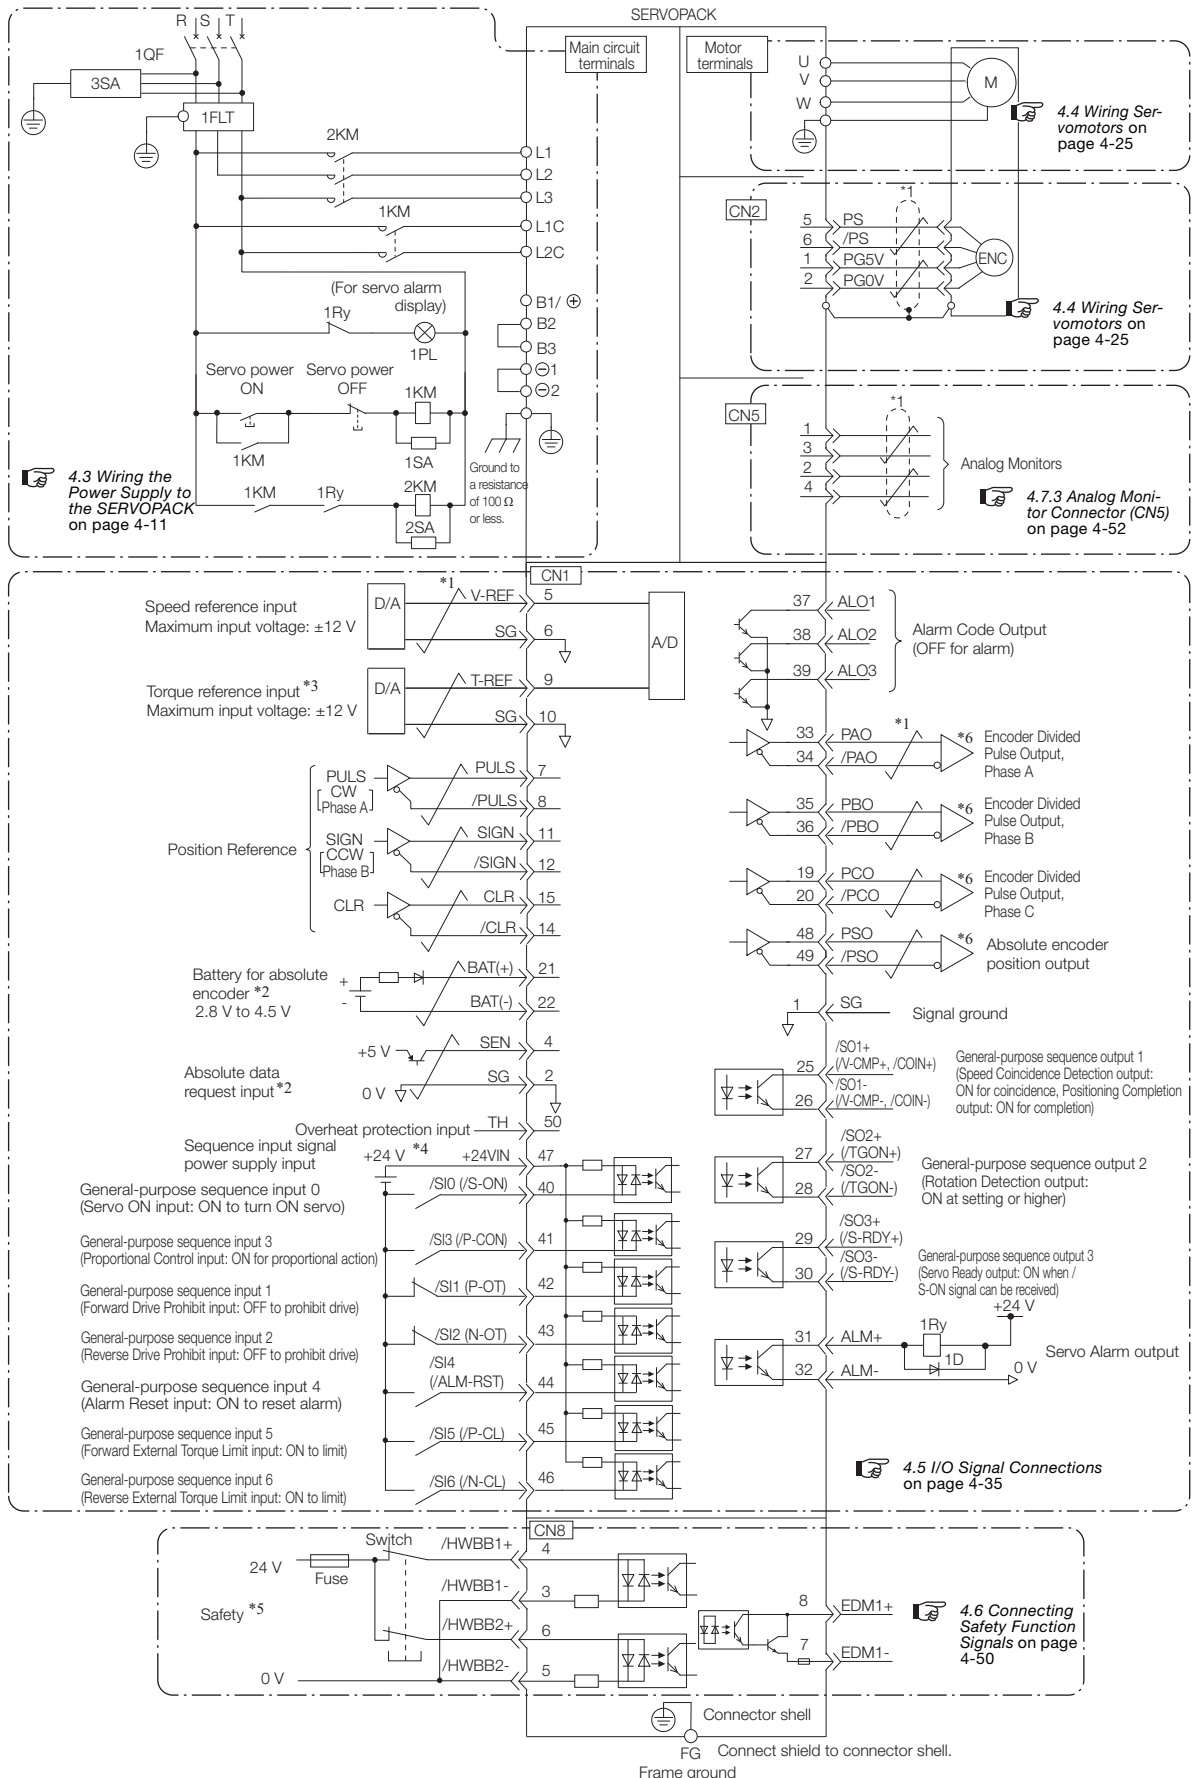 SERVOPACK
R S T
1QF
3SA
1FLT
Main circuit
terminals
2KM
L1
L2
L3
1KM
L1C
L2C
(For servo alarm
display)
1Ry
1PL
B1/ ⊕
B2
B3
⊖1
⊖2
Servo power
ON
Servo power
OFF
1KM
1KM
1SA
Ground to
a resistance
of 100 Ω
or less.
4.3 Wiring the
Power Supply to
the SERVOPACK
on page 4-11
1KM
1Ry
2KM
2SA
Motor
terminals
U
V
W
M
4.4 Wiring Ser-
vomotors on
page 4-25
CN2
*1
5 PS
6 /PS
1 PG5V
2 PG0V
ENC
4.4 Wiring Ser-
vomotors on
page 4-25
CN5
*1
1
3
2
4
Analog Monitors
4.7.3 Analog Moni-
tor Connector (CN5)
on page 4-52
CN1
Speed reference input
Maximum input voltage: ±12 V
D/A
*1
V-REF 5
SG 6
A/D
Torque reference input *3
Maximum input voltage: ±12 V
D/A
T-REF 9
SG 10
Position Reference
PULS
CW
Phase A
PULS 7
/PULS 8
SIGN
CCW
Phase B
SIGN 11
/SIGN 12
CLR
CLR 15
/CLR 14
Battery for absolute
encoder *2
2.8 V to 4.5 V
+
-
BAT(+) 21
BAT(-) 22
Absolute data
request input *2
+5 V
SEN 4
0 V
SG 2
Overheat protection input TH 50
Sequence input signal
power supply input
+24 V *4
+24VIN 47
General-purpose sequence input 0
(Servo ON input: ON to turn ON servo)
/SI0 (/S-ON) 40
General-purpose sequence input 3
(Proportional Control input: ON for proportional action)
/SI3 (/P-CON) 41
General-purpose sequence input 1
(Forward Drive Prohibit input: OFF to prohibit drive)
/SI1 (P-OT) 42
General-purpose sequence input 2
(Reverse Drive Prohibit input: OFF to prohibit drive)
/SI2 (N-OT) 43
General-purpose sequence input 4
(Alarm Reset input: ON to reset alarm)
/SI4
(/ALM-RST) 44
General-purpose sequence input 5
(Forward External Torque Limit input: ON to limit)
/SI5 (/P-CL) 45
General-purpose sequence input 6
(Reverse External Torque Limit input: ON to limit)
/SI6 (/N-CL) 46
37 ALO1
38 ALO2
39 ALO3
Alarm Code Output
(OFF for alarm)
33 PAO
34 /PAO
*1
*6
Encoder Divided
Pulse Output,
Phase A
35 PBO
36 /PBO
*6
Encoder Divided
Pulse Output,
Phase B
19 PCO
20 /PCO
*6
Encoder Divided
Pulse Output,
Phase C
48 PSO
49 /PSO
*6
Absolute encoder
position output
1 SG
Signal ground
25 /SO1+
(/V-CMP+, /COIN+)
26 /SO1-
(/V-CMP-, /COIN-)
General-purpose sequence output 1
(Speed Coincidence Detection output:
ON for coincidence, Positioning Completion
output: ON for completion)
27 /SO2+
(/TGON+)
28 /SO2-
(/TGON-)
General-purpose sequence output 2
(Rotation Detection output:
ON at setting or higher)
29 /SO3+
(/S-RDY+)
30 /SO3-
(/S-RDY-)
General-purpose sequence output 3
(Servo Ready output: ON when /
S-ON signal can be received)
+24 V
31 ALM+
1Ry
1D
32 ALM-
0 V
Servo Alarm output
4.5 I/O Signal Connections
on page 4-35
CN8
Switch
24 V
Fuse
Safety *5
0 V
/HWBB1+ 4
/HWBB1- 3
/HWBB2+ 6
/HWBB2- 5
8 EDM1+
7 EDM1-
4.6 Connecting
Safety Function
Signals on page
4-50
Connector shell
FG Connect shield to connector shell.
Frame ground